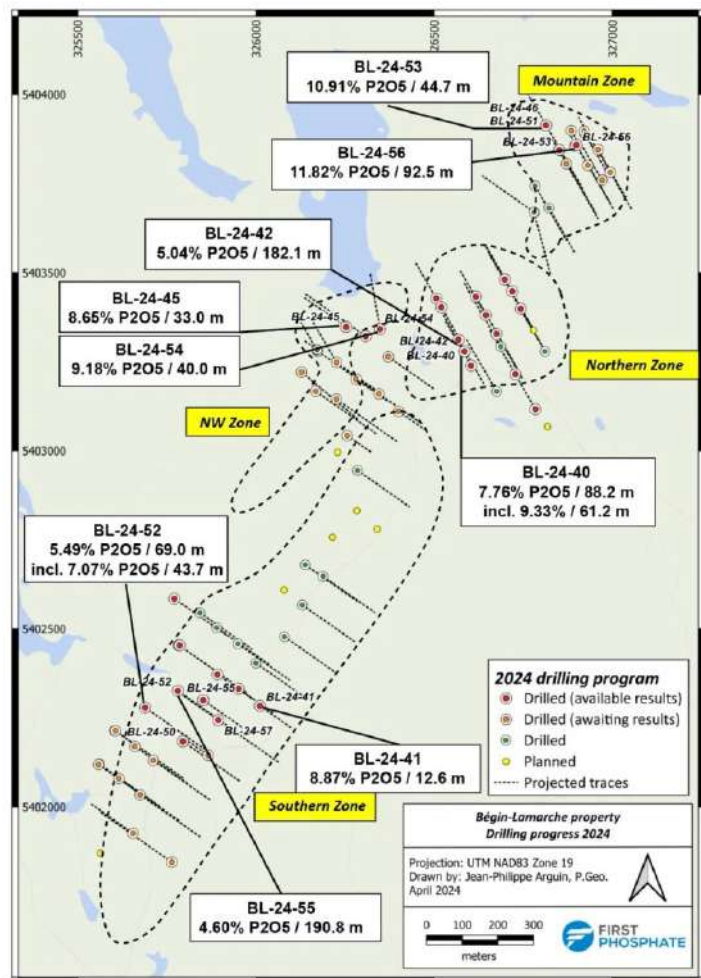 325500
326000
326500
327000
5404000
5403500
5403000
5402500
5402000
BL-24-53
10.91% P2O5 / 44.7 m
Mountain Zone
BL-24-46
BL-24-51
BL-24-53
BL-24-56
BL-24-56
11.82% P2O5 / 92.5 m
BL-24-42
5.04% P2O5 / 182.1 m
BL-24-45
8.65% P2O5 / 33.0 m
BL-24-45
BL-24-54
BL-24-54
9.18% P2O5 / 40.0 m
BL-24-42
BL-24-40
Northern Zone
NW Zone
BL-24-40
7.76% P2O5 / 88.2 m
incl. 9.33% / 61.2 m
BL-24-52
5.49% P2O5 / 69.0 m
incl. 7.07% P2O5 / 43.7 m
BL-24-52
BL-24-55
BL-24-41
BL-24-57
BL-24-50
BL-24-41
8.87% P2O5 / 12.6 m
Southern Zone
BL-24-55
4.60% P2O5 / 190.8 m
2024 drilling program
Drilled (available results)
Drilled (awaiting results)
Drilled
Planned
Projected traces
Bégin-Lamarche property
Drilling progress 2024
Projection: UTM NAD83 Zone 19
Drawn by: Jean-Philippe Arguin, P.Geo.
April 2024
0 100 200 300
meters
FIRST
PHOSPHATE